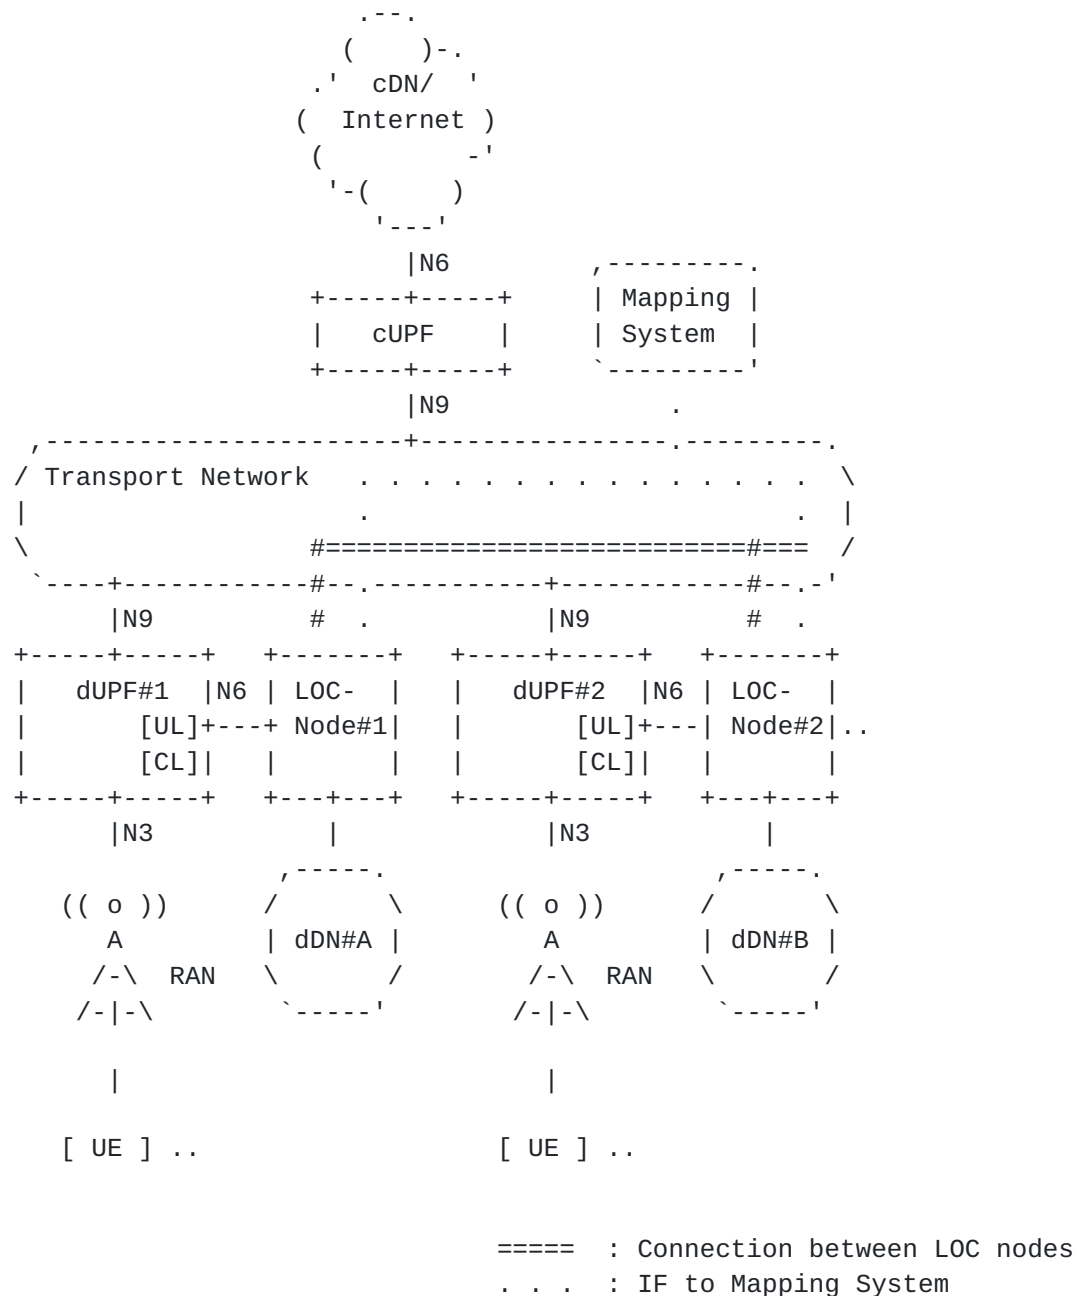 cDN/
Internet
|N6
Mapping
cUPF System
|N9
Transport Network
|N9 |N9
dUPF#1 |N6 | LOC- dUPF#2 |N6 | LOC-
[UL]+---+ Node#1| [UL]+---| Node#2|..
[CL]| [CL]|
|N3 |N3
(( o )) (( o ))
A | dDN#A | A | dDN#B |
/-\ RAN /-\ RAN
/-|-\ /-|-\
[ UE ] .. [ UE ] ..
===== : Connection between LOC nodes
. . . : IF to Mapping System